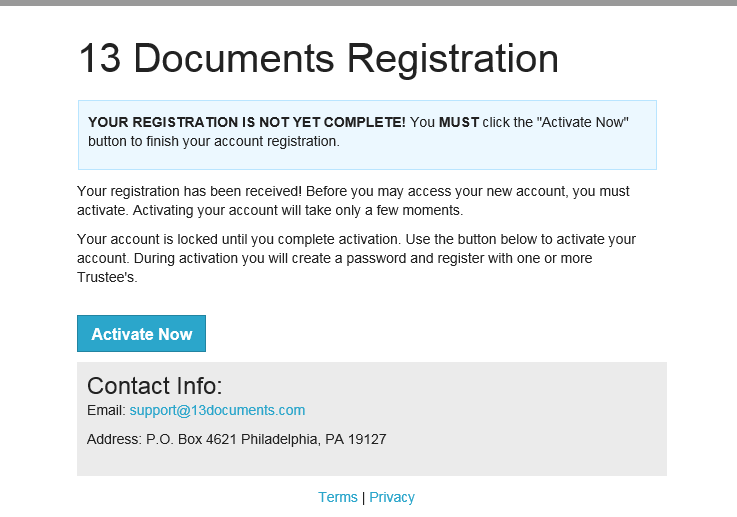 13 Documents Registration
YOUR REGISTRATION IS NOT YET COMPLETE! You MUST click the "Activate Now"
button to finish your account registration.
Your registration has been received! Before you may access your new account, you must
activate. Activating your account will take only a few moments.
Your account is locked until you complete activation. Use the button below to activate your
account. During activation you will create a password and register with one or more
Trustee's.
Activate Now
Contact Info:
Email: support@13documents.com
Address: P.O. Box 4621 Philadelphia, PA 19127
Terms | Privacy